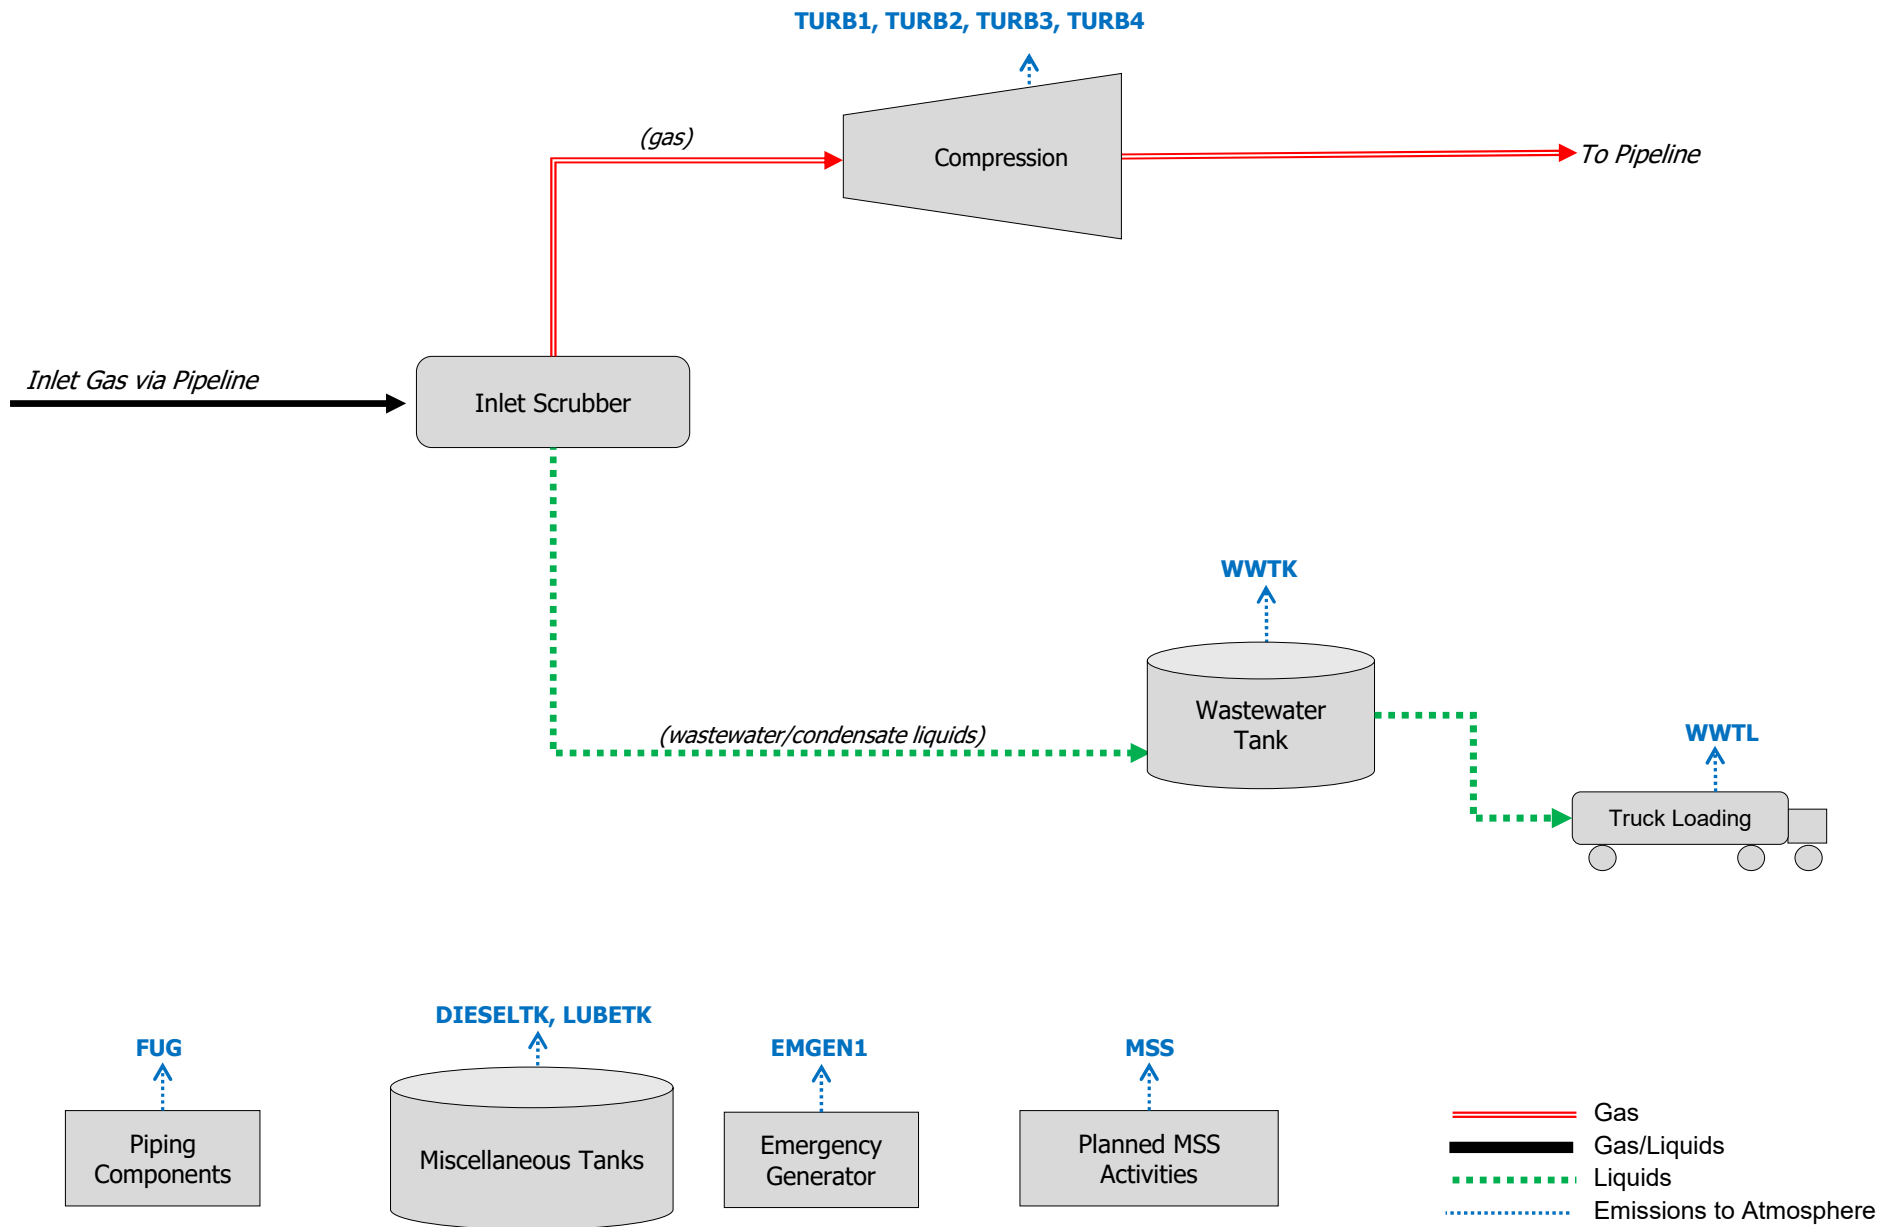 TURB1, TURB2, TURB3, TURB4
(gas)
Compression
To Pipeline
Inlet Gas via Pipeline
Inlet Scrubber
WWTK
Wastewater
Tank
(wastewater/condensate liquids)
WWTL
Truck Loading
DIESELTK, LUBETK
FUG
EMGEN1
MSS
Piping
Components
Miscellaneous Tanks
Emergency
Generator
Planned MSS
Activities
Gas
Gas/Liquids
Liquids
Emissions to Atmosphere